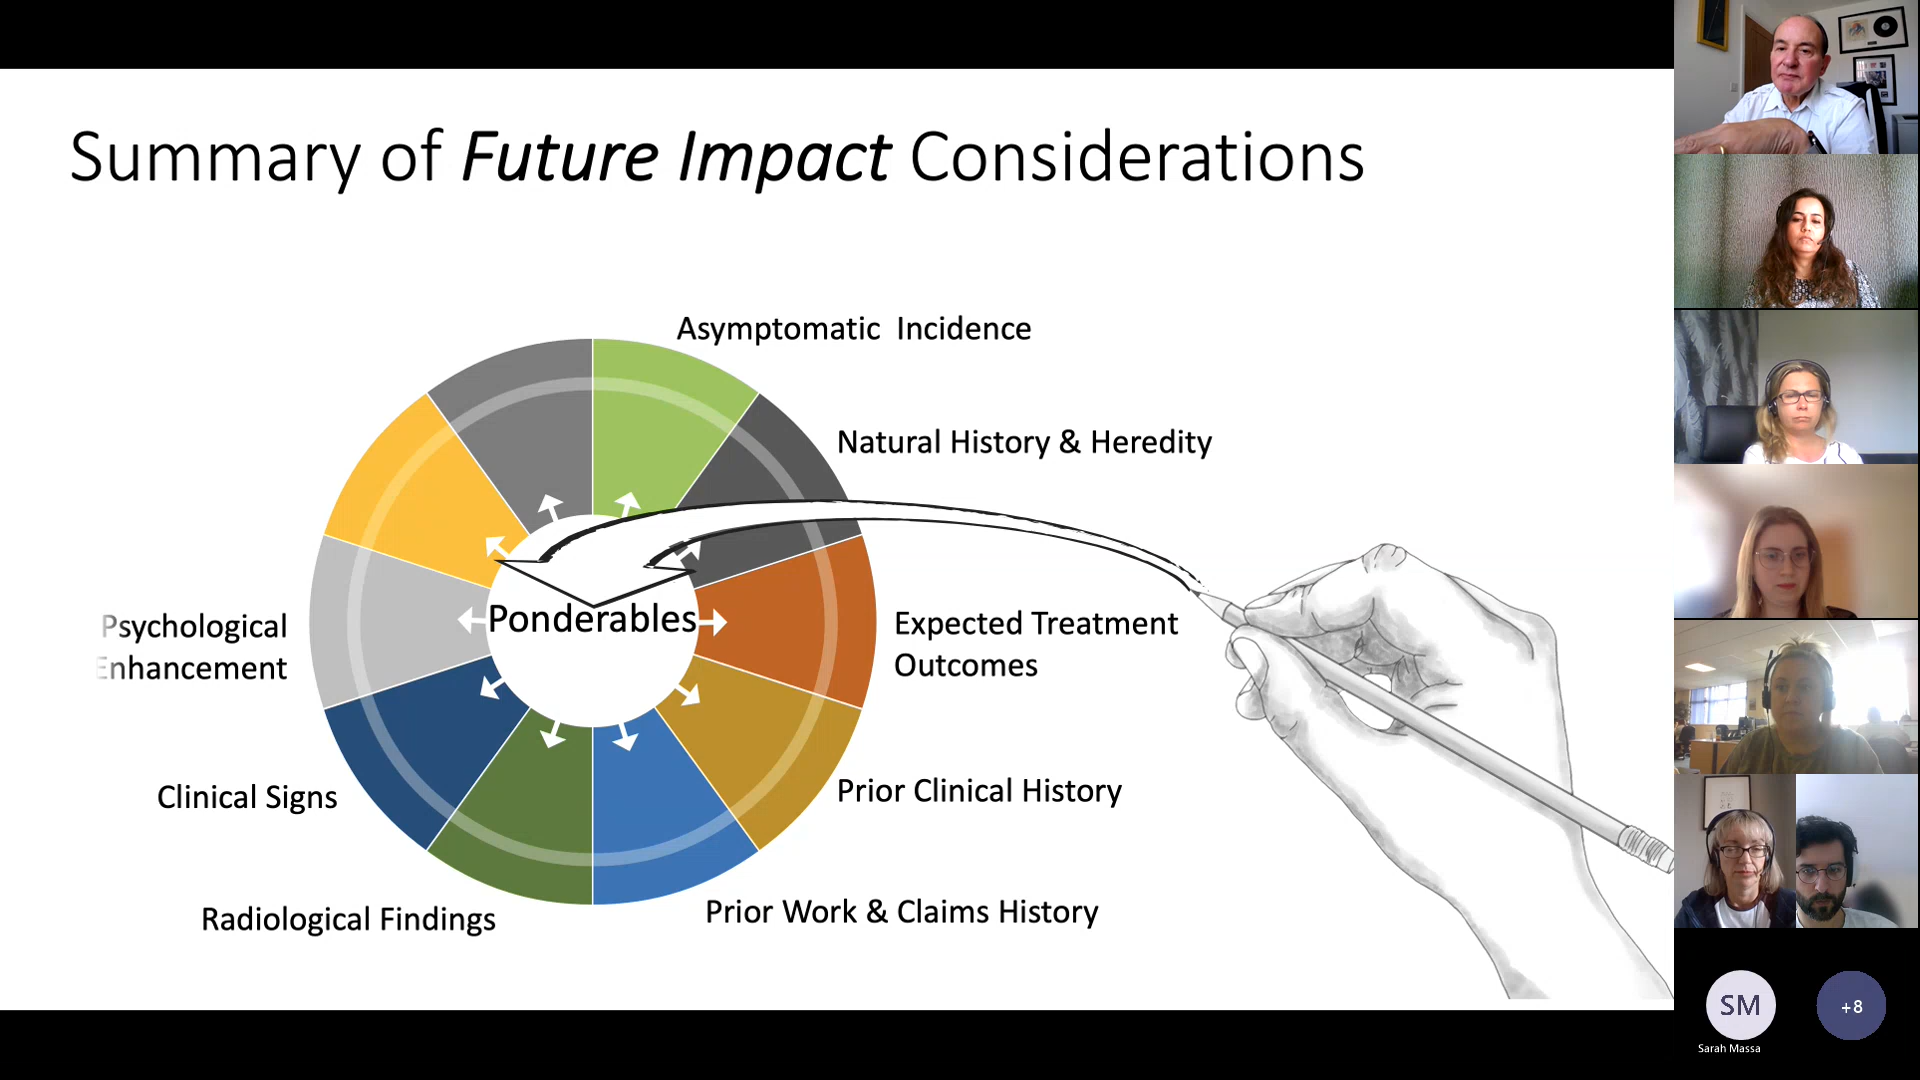 Summary of Future Impact Considerations
Asymptomatic Incidence
Natural History & Heredity
Ponderables
Expected Treatment
Outcomes
Psychological
Enhancement
Prior Clinical History
Clinical Signs
Prior Work & Claims History
Radiological Findings
SM
+8
Sarah Massa